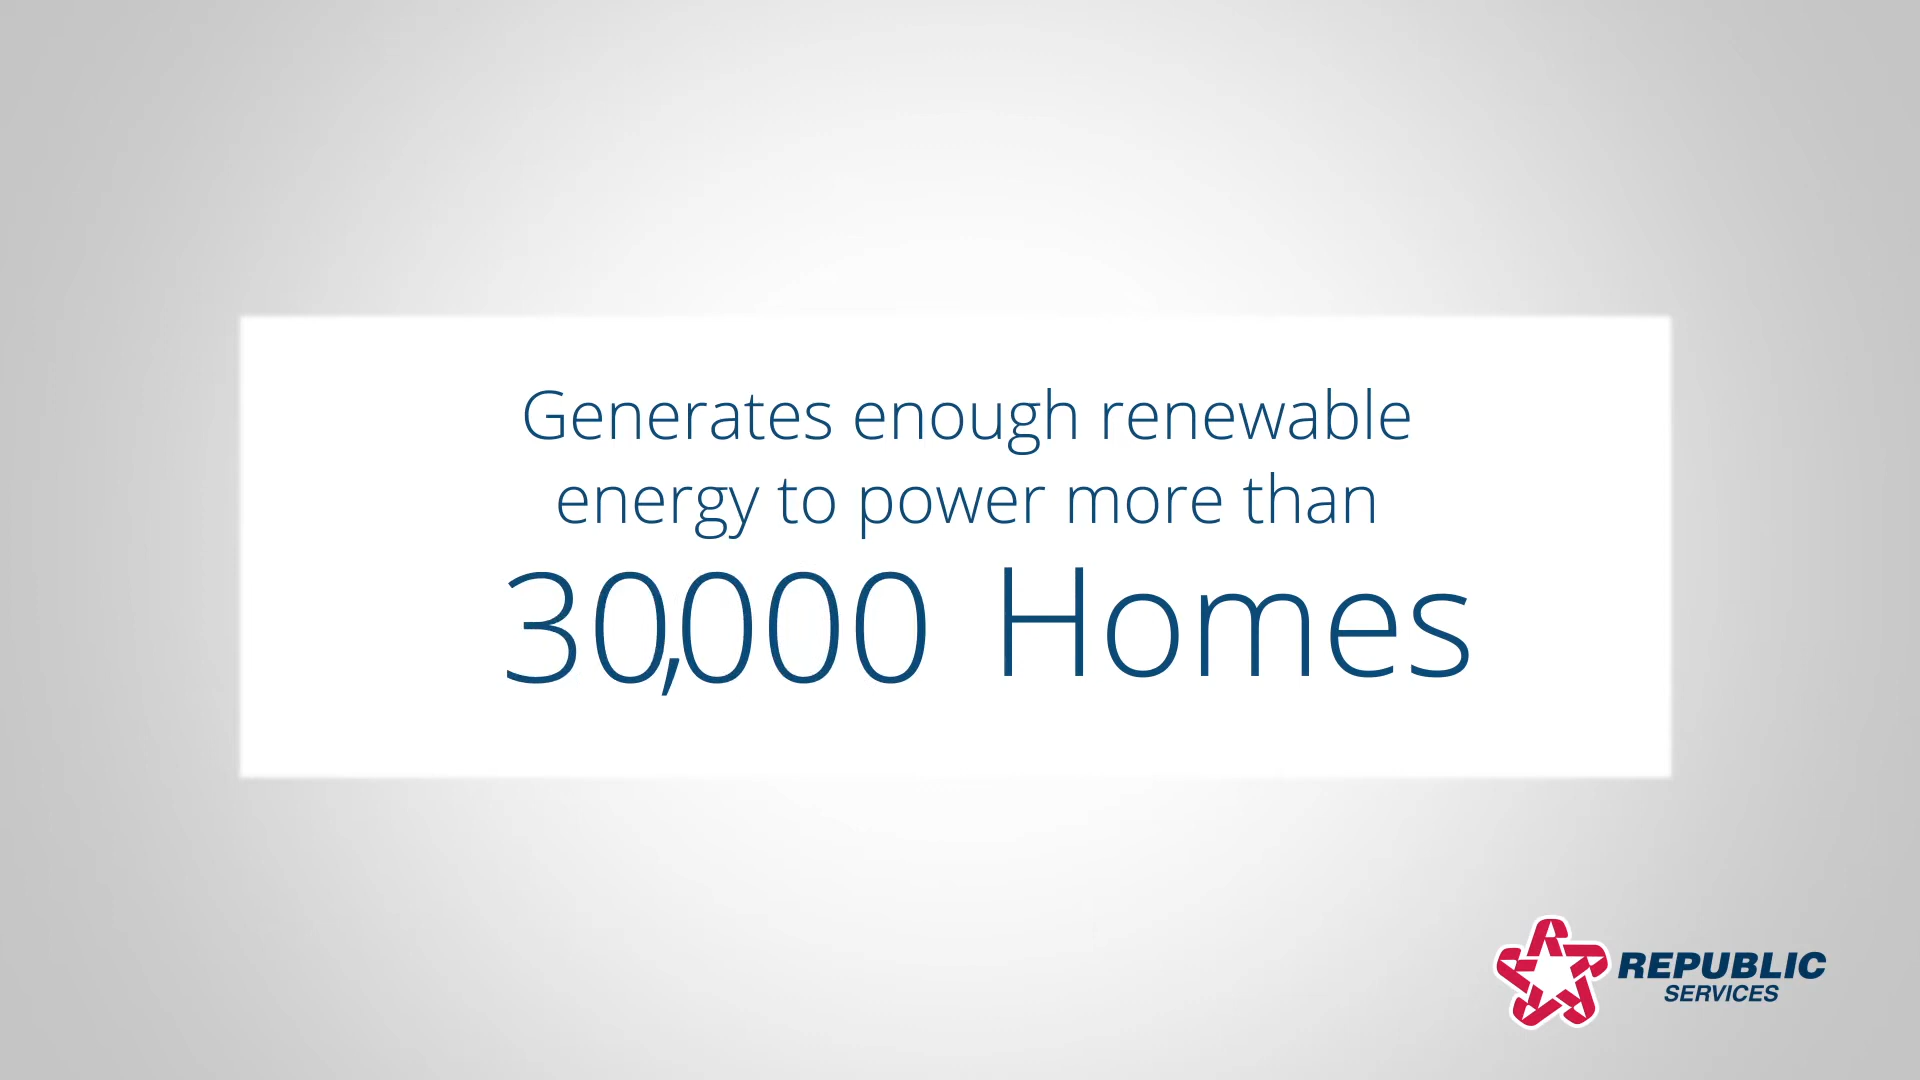 Generates enough renewable
energy to power more than
30,000 Homes
REPUBLIC
SERVICES